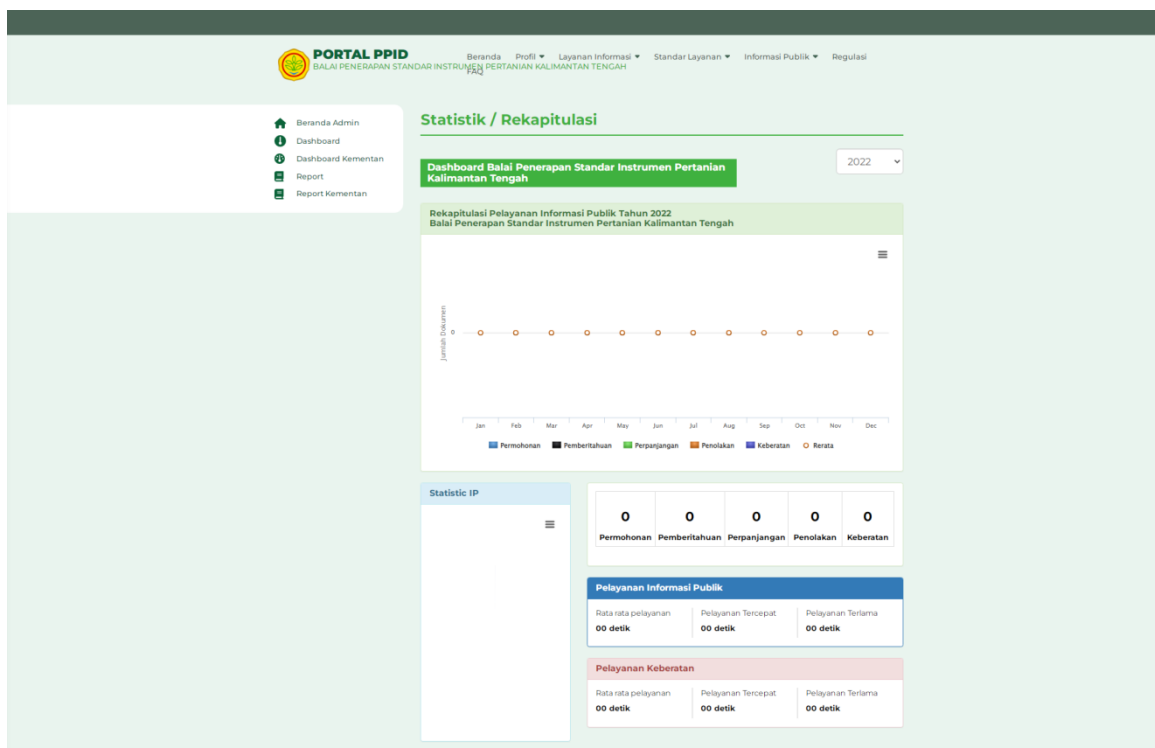 PORTAL PPID
BALAI PENERAPAN STANDAR INSTRUMEN PERTANIAN KALIMANTAN TENGAH
Beranda Profil Layanan Informasi Standar Layanan Informasi Publik Regulasi
FAQ
Beranda Admin
Dashboard
Dashboard Kementan
Report
Report Kementan
Statistik / Rekapitulasi
Dashboard Balai Penerapan Standar Instrumen Pertanian
Kalimantan Tengah
2022
Rekapitulasi Pelayanan Informasi Publik Tahun 2022
Balai Penerapan Standar Instrumen Pertanian Kalimantan Tengah
Jumlah Dokumen
0
Jan Feb Mar Apr May Jun Jul Aug Sep Oct Nov Dec
Permohonan Pemberitahuan Perpanjangan Penolakan Keberatan Rerata
Statistic IP
0 0 0 0 0
Permohonan Pemberitahuan Perpanjangan Penolakan Keberatan
Pelayanan Informasi Publik
Rata rata pelayanan Pelayanan Tercepat Pelayanan Terlama
00 detik 00 detik 00 detik
Pelayanan Keberatan
Rata rata pelayanan Pelayanan Tercepat Pelayanan Terlama
00 detik 00 detik 00 detik